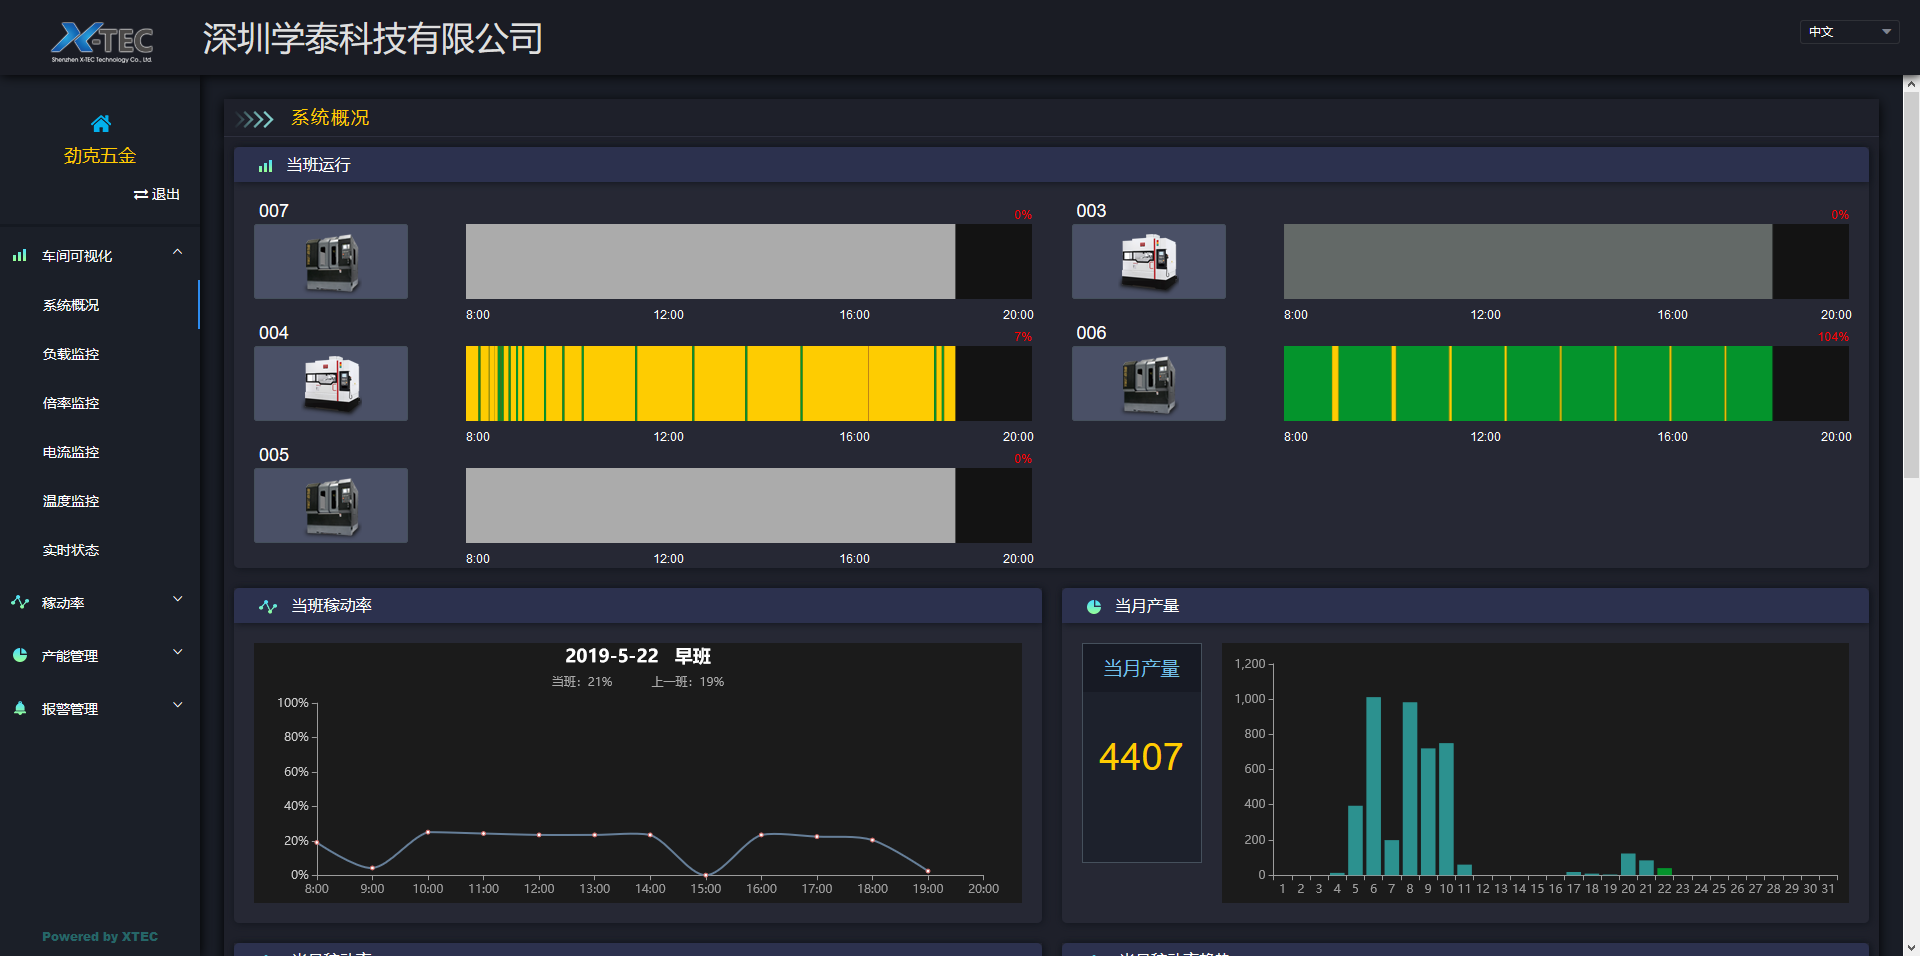 X-TEC
Shenzhen X-TEC Technology Co., Ltd.
深圳学泰科技有限公司
中文
劲克五金
退出
车间可视化
系统概况
负载监控
倍率监控
电流监控
温度监控
实时状态
稼动率
产能管理
报警管理
Powered by XTEC
系统概况
当班运行
007
0%
8:00 12:00 16:00 20:00
003
0%
8:00 12:00 16:00 20:00
004
7%
8:00 12:00 16:00 20:00
006
104%
8:00 12:00 16:00 20:00
005
0%
8:00 12:00 16:00 20:00
当班稼动率
2019-5-22 早班
当班：21% 上一班：19%
100%
80%
60%
40%
20%
0%
8:00 9:00 10:00 11:00 12:00 13:00 14:00 15:00 16:00 17:00 18:00 19:00 20:00
当月产量
当月产量
4407
1,200
1,000
800
600
400
200
0
1 2 3 4 5 6 7 8 9 10 11 12 13 14 15 16 17 18 19 20 21 22 23 24 25 26 27 28 29 30 31